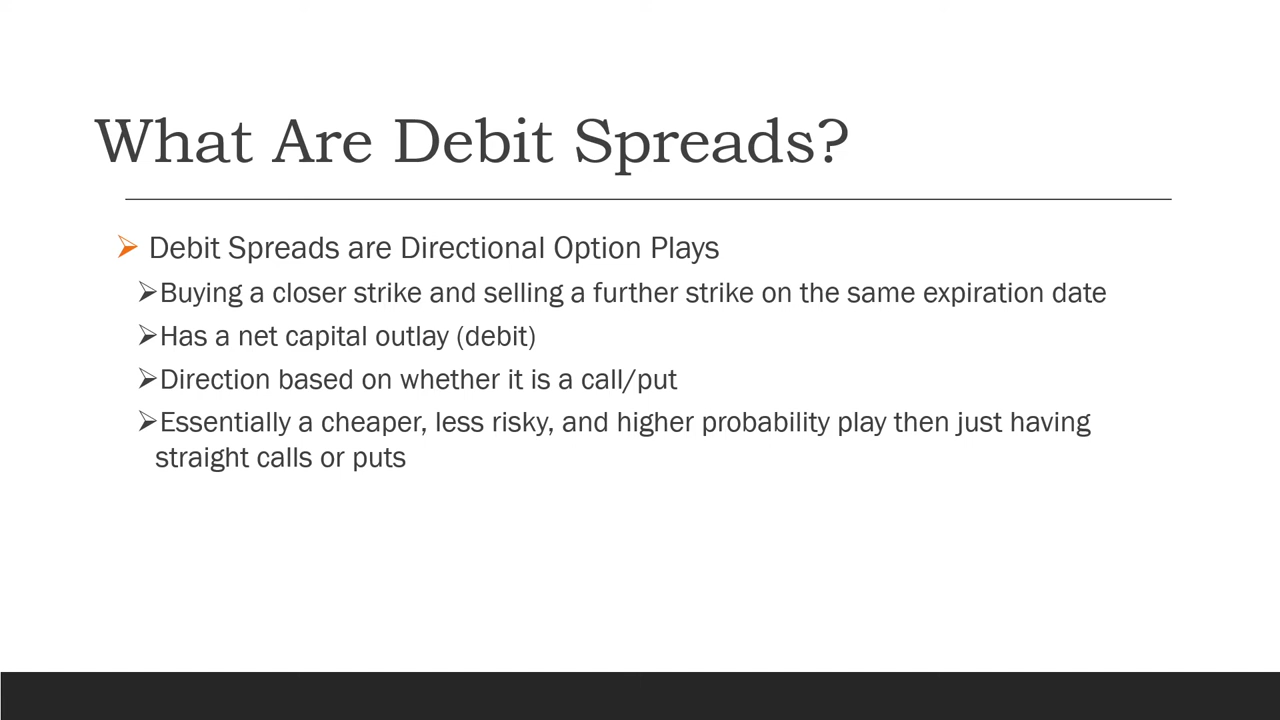 What Are Debit Spreads?
Debit Spreads are Directional Option Plays
Buying a closer strike and selling a further strike on the same expiration date
Has a net capital outlay (debit)
Direction based on whether it is a call/put
Essentially a cheaper, less risky, and higher probability play then just having
straight calls or puts